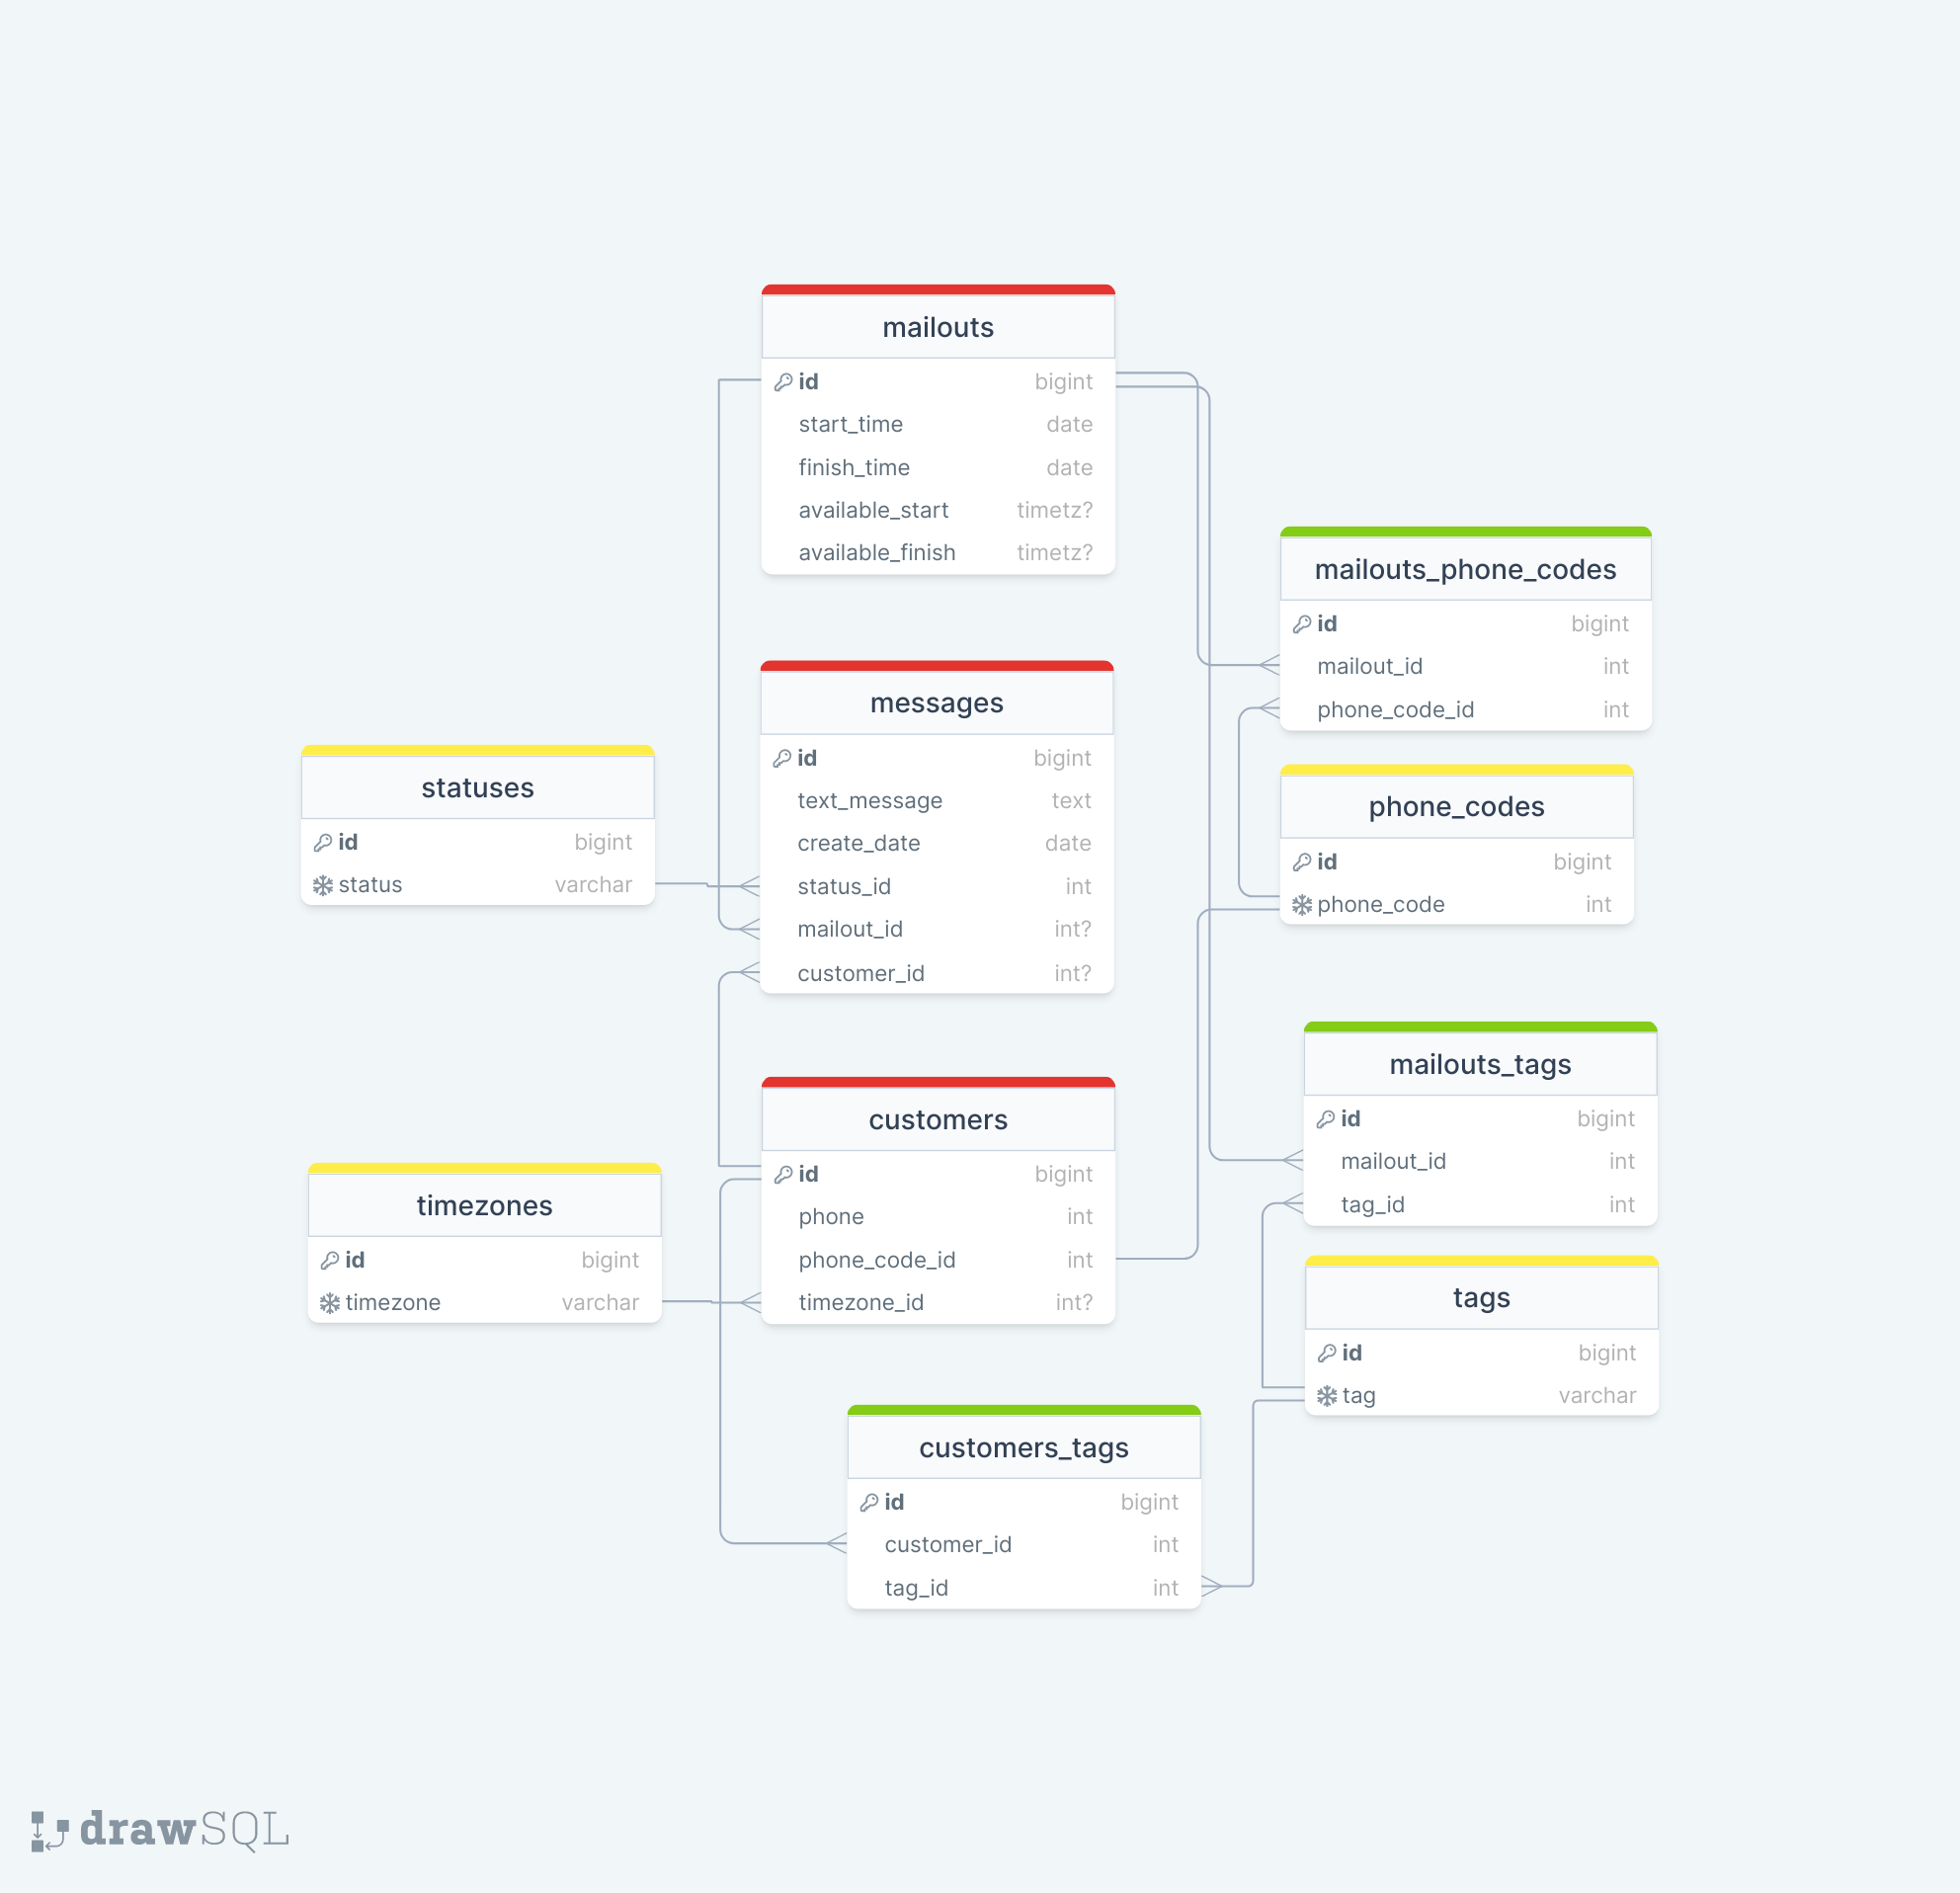 mailouts
id bigint
start_time date
finish_time date
available_start timetz?
available_finish timetz?
mailouts_phone_codes
id bigint
mailout_id int
phone_code_id int
messages
id bigint
text_message text
create_date date
status_id int
mailout_id int?
customer_id int?
statuses
id bigint
status varchar
phone_codes
id bigint
phone_code int
mailouts_tags
id bigint
mailout_id int
tag_id int
customers
id bigint
phone int
phone_code_id int
timezone_id int?
timezones
id bigint
timezone varchar
tags
id bigint
tag varchar
customers_tags
id bigint
customer_id int
tag_id int
drawSQL